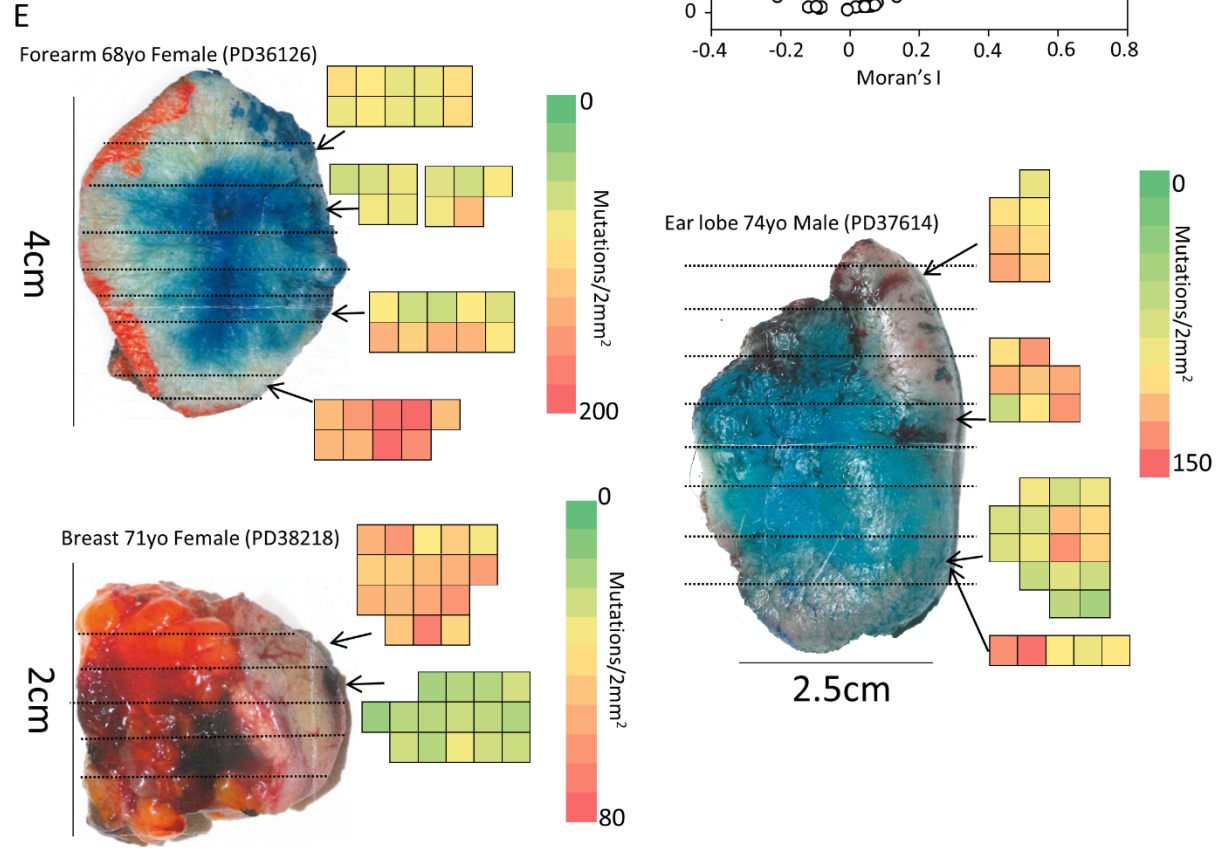 E
0
-0.4 -0.2 0 0.2 0.4 0.6 0.8
Moran's I
Forearm 68yo Female (PD36126)
4cm
0
Mutations/2mm²
200
Ear lobe 74yo Male (PD37614)
2.5cm
0
Mutations/2mm²
150
Breast 71yo Female (PD38218)
2cm
0
Mutations/2mm²
80